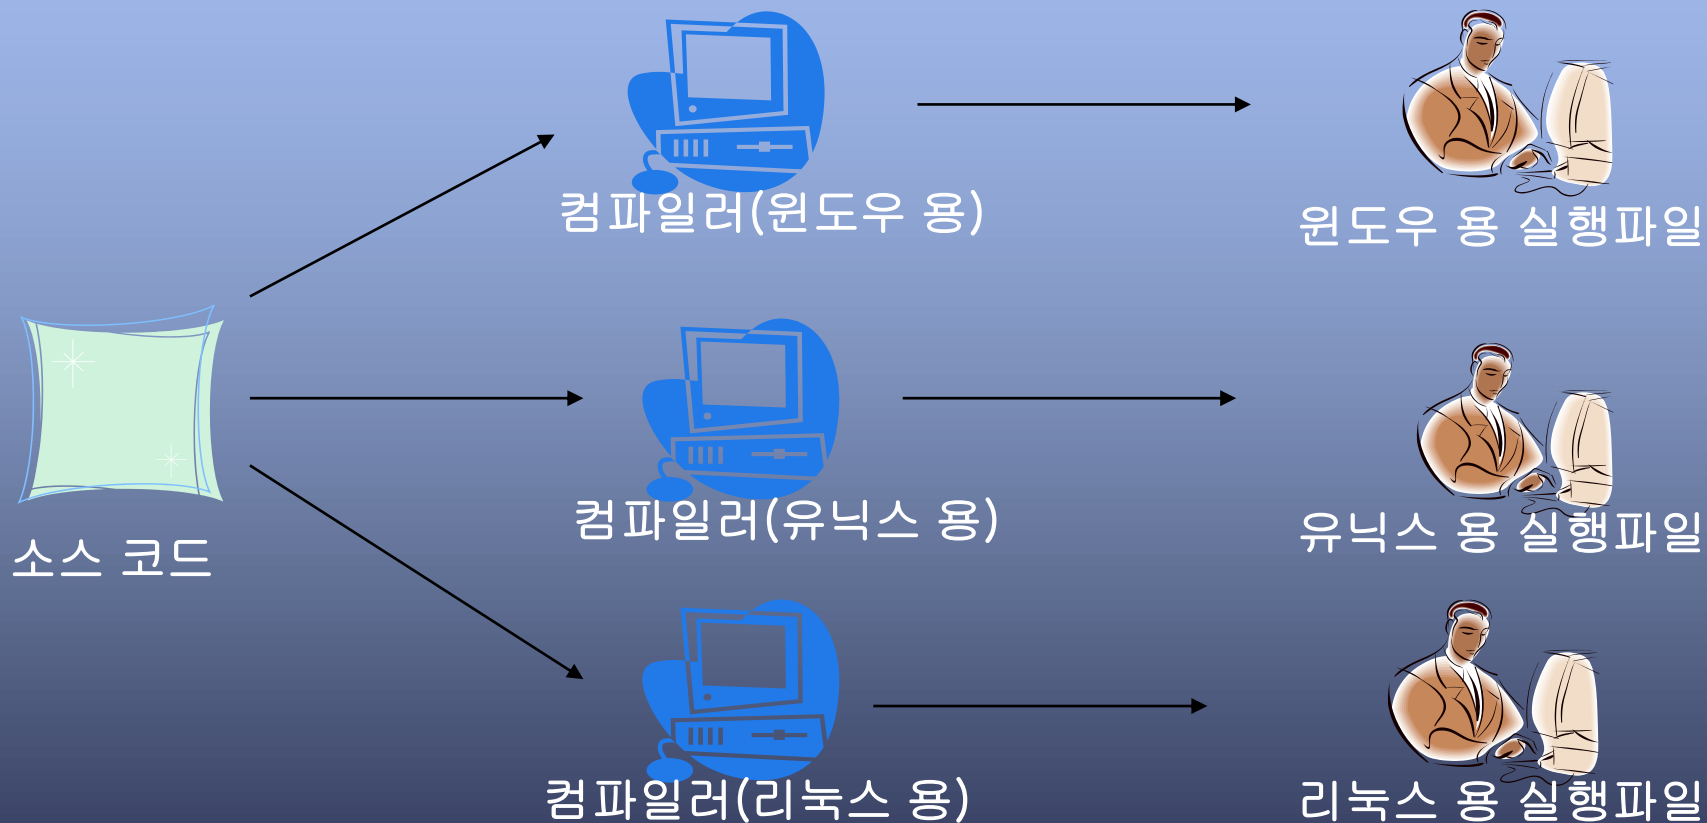 컴파일러(윈도우 용)
윈도우 용 실행파일
소스 코드
컴파일러(유닉스 용)
유닉스 용 실행파일
컴파일러(리눅스 용)
리눅스 용 실행파일